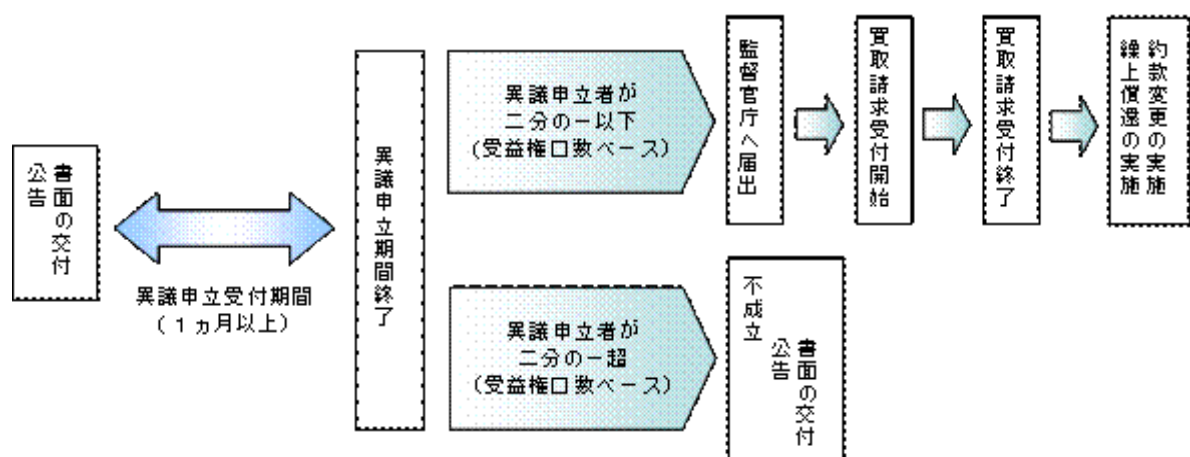 書面の交付
公告
異議申立受付期間
(1ヵ月以上)
異議申立期間終了
異議申立者が
二分の一以下
(受益権口数ベース)
監督官庁へ届出
買取請求受付開始
買取請求受付終了
約款変更の実施
繰上償還の実施
異議申立者が
二分の一超
(受益権口数ベース)
不成立
書面の交付
公告